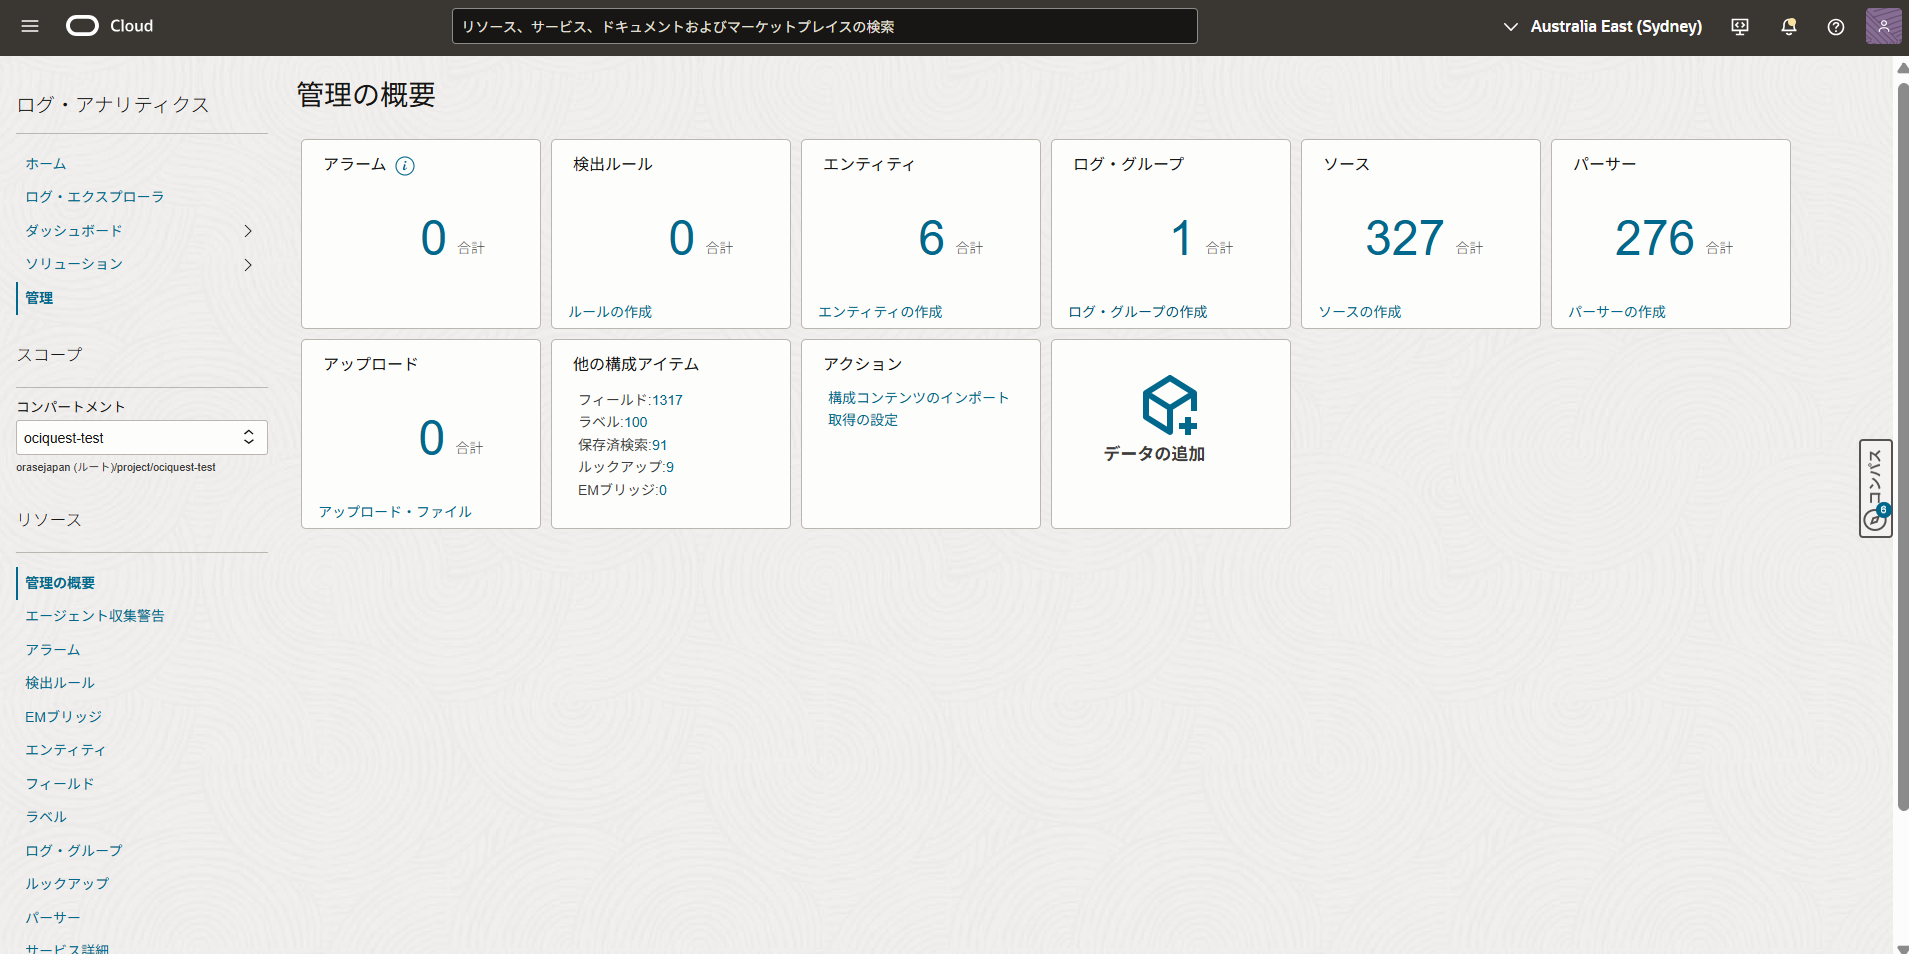 Cloud
リソース、サービス、ドキュメントおよびマーケットプレイスの検索
Australia East (Sydney)
ログ・アナリティクス
ホーム
ログ・エクスプローラ
ダッシュボード
ソリューション
管理
スコープ
コンパートメント
ociquest-test
orasejapan (ルート)/project/ociquest-test
リソース
管理の概要
エージェント収集警告
アラーム
検出ルール
EMブリッジ
エンティティ
フィールド
ラベル
ログ・グループ
ルックアップ
パーサー
サービス詳細
管理の概要
アラーム
0 合計
検出ルール
0 合計
ルールの作成
エンティティ
6 合計
エンティティの作成
ログ・グループ
1 合計
ログ・グループの作成
ソース
327 合計
ソースの作成
パーサー
276 合計
パーサーの作成
アップロード
0 合計
アップロード・ファイル
他の構成アイテム
フィールド:1317
ラベル:100
保存済検索:91
ルックアップ:9
EMブリッジ:0
アクション
構成コンテンツのインポート
取得の設定
データの追加
コンパス
6